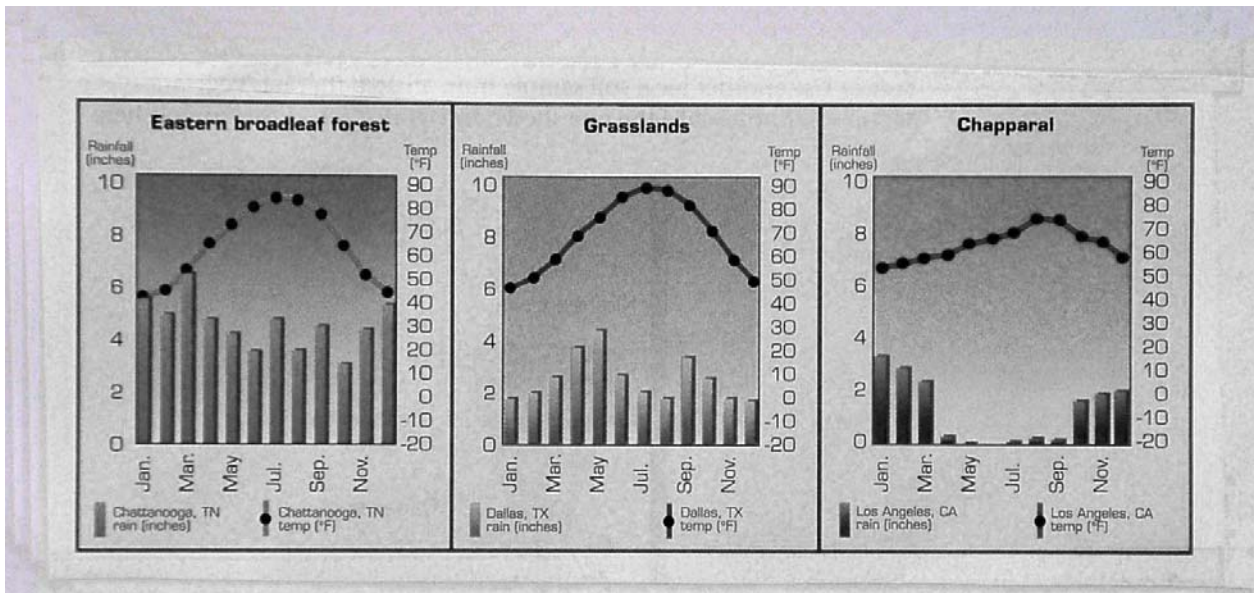 Eastern broadleaf forest
Rainfall
(inches)
Temp
(°F)
10
8
6
4
2
0
90
80
70
60
50
40
30
20
10
0
-10
-20
Jan.
Mar.
May
Jul.
Sep.
Nov.
Chattanooga, TN
rain (inches)
Chattanooga, TN
temp (°F)
Grasslands
Rainfall
(inches)
Temp
(°F)
10
8
6
4
2
0
90
80
70
60
50
40
30
20
10
0
-10
-20
Jan.
Mar.
May
Jul.
Sep.
Nov.
Dallas, TX
rain (inches)
Dallas, TX
temp (°F)
Chapparal
Rainfall
(inches)
Temp
(°F)
10
8
6
4
2
0
90
80
70
60
50
40
30
20
10
0
-10
-20
Jan.
Mar.
May
Jul.
Sep.
Nov.
Los Angeles, CA
rain (inches)
Los Angeles, CA
temp (°F)